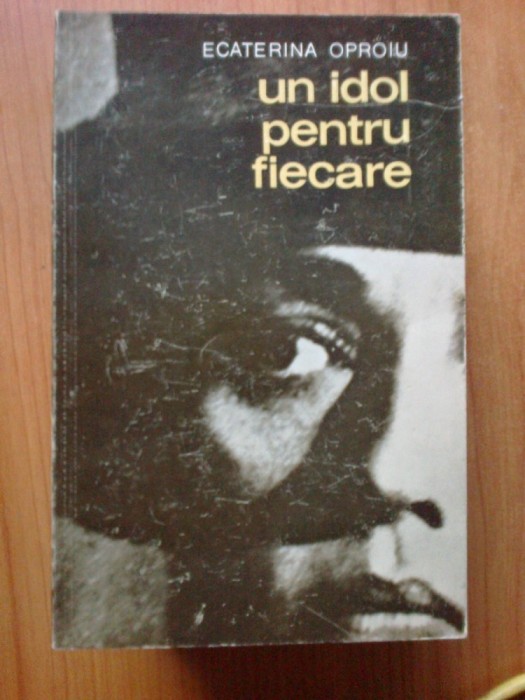 ECATERINA OPROIU
un idol
pentru
fiecare